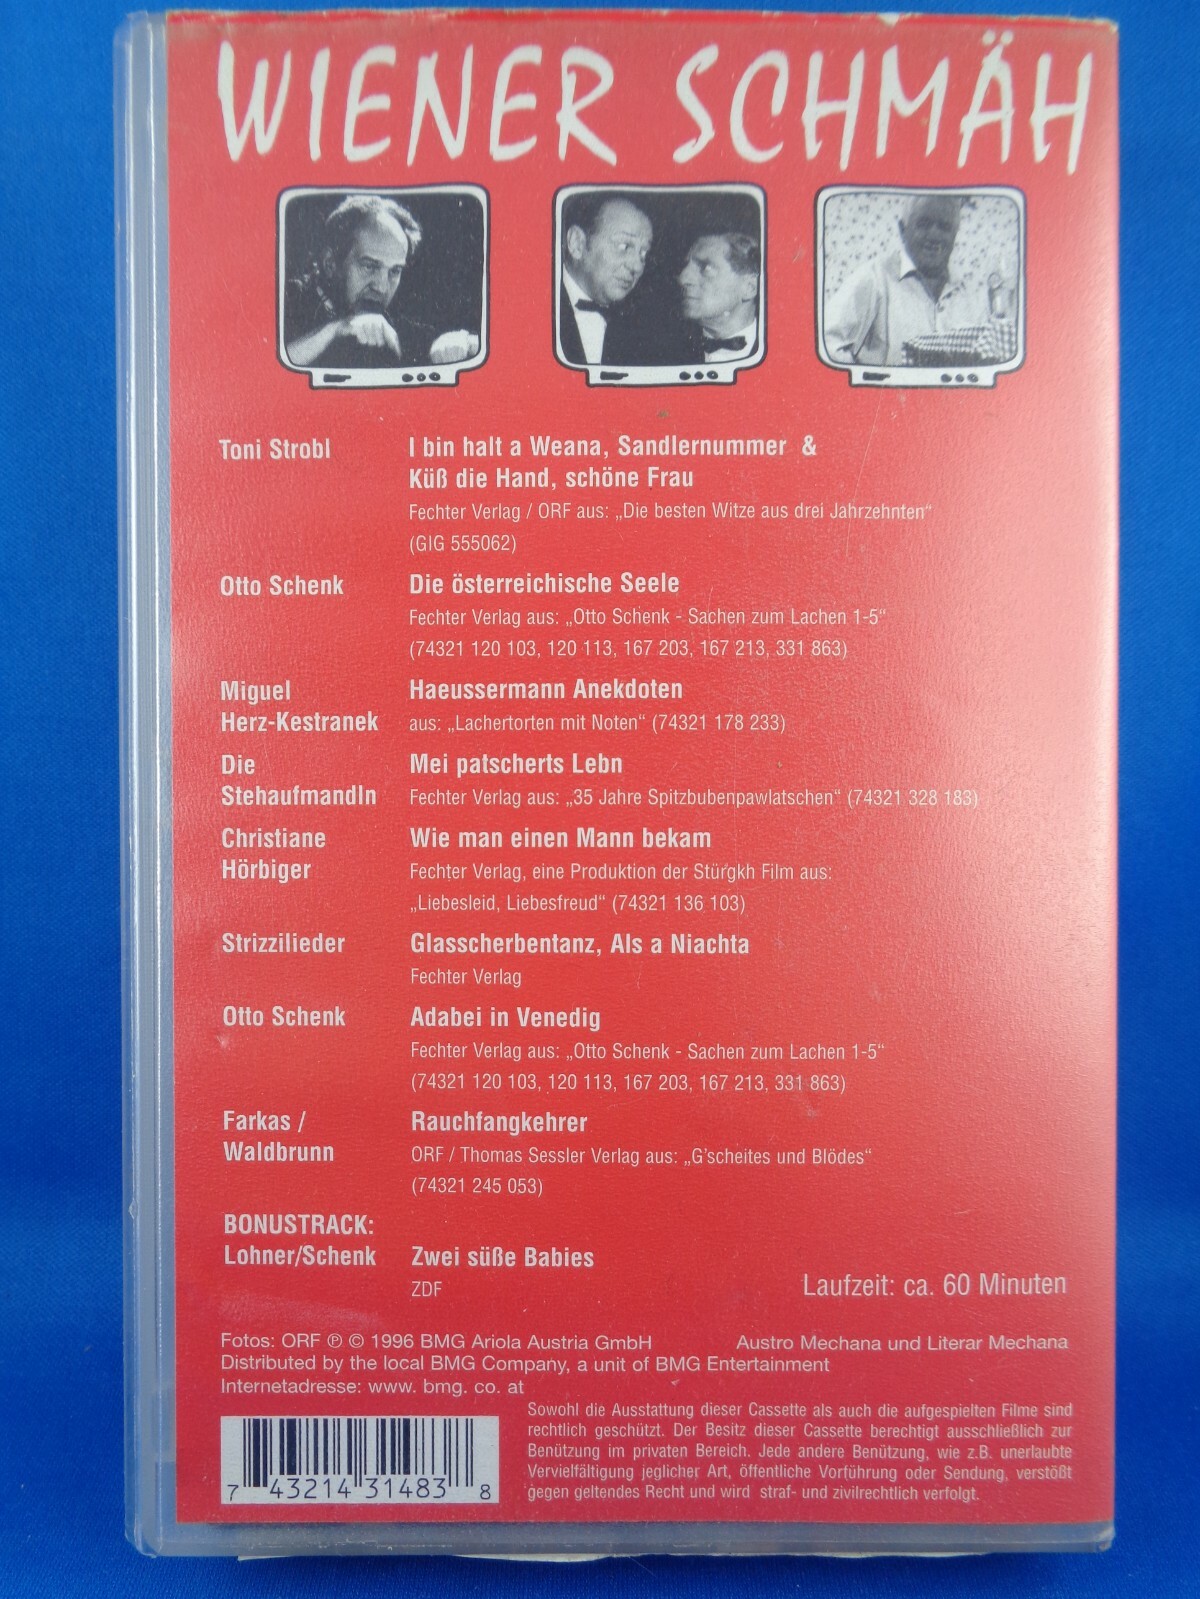 WIENER SCHMÄH
Toni Strobl
I bin halt a Weana, Sandlernummer &
Küß die Hand, schöne Frau
Fechter Verlag / ORF aus: „Die besten Witze aus drei Jahrzehnten“
(GIG 555062)
Otto Schenk
Die österreichische Seele
Fechter Verlag aus: „Otto Schenk - Sachen zum Lachen 1-5“
(74321 120 103, 120 113, 167 203, 167 213, 331 863)
Miguel
Herz-Kestranek
Haeussermann Anekdoten
aus: „Lachertorten mit Noten“ (74321 178 233)
Die
Stehaufmandln
Mei patscherts Lebn
Fechter Verlag aus: „35 Jahre Spitzbubenpawlatschen“ (74321 328 183)
Christiane
Hörbiger
Wie man einen Mann bekam
Fechter Verlag, eine Produktion der Stürgkh Film aus:
„Liebesleid, Liebesfreud“ (74321 136 103)
Strizzilieder
Glasscherbentanz, Als a Niachta
Fechter Verlag
Otto Schenk
Adabei in Venedig
Fechter Verlag aus: „Otto Schenk - Sachen zum Lachen 1-5“
(74321 120 103, 120 113, 167 203, 167 213, 331 863)
Farkas /
Waldbrunn
Rauchfangkehrer
ORF / Thomas Sessler Verlag aus: „G'scheites und Blödes“
(74321 245 053)
BONUSTRACK:
Lohner/Schenk
Zwei süße Babies
ZDF
Laufzeit: ca. 60 Minuten
Fotos: ORF ℗ © 1996 BMG Ariola Austria GmbH
Austro Mechana und Literar Mechana
Distributed by the local BMG Company, a unit of BMG Entertainment
Internetadresse: www. bmg. co. at
Sowohl die Ausstattung dieser Cassette als auch die aufgespielten Filme sind
rechtlich geschützt. Der Besitz dieser Cassette berechtigt ausschließlich zur
Benützung im privaten Bereich. Jede andere Benützung, wie z.B. unerlaubte
Vervielfältigung jeglicher Art, öffentliche Vorführung oder Sendung, verstößt
gegen geltendes Recht und wird straf- und zivilrechtlich verfolgt.
7 43214 31483 8